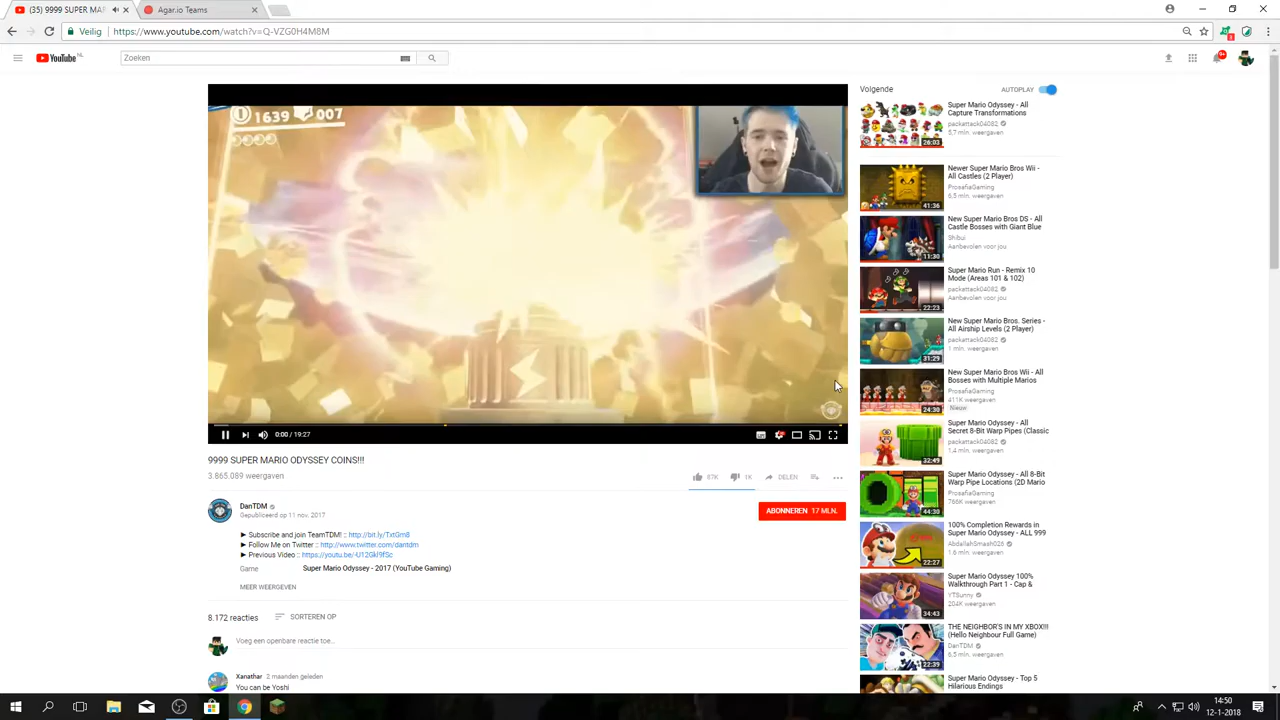 (35) 9999 SUPER MAR
Agar.io Teams
Veilig
https://www.youtube.com/watch?v=Q-VZG0H4M8M
YouTube NL
Zoeken
9+
1639 007
0:00 / 19:27
9999 SUPER MARIO ODYSSEY COINS!!!
3.865.089 weergaven
87K
1K
DELEN
DanTDM
Gepubliceerd op 11 nov. 2017
ABONNEREN 17 MLN.
► Subscribe and join TeamTDM! :: http://bit.ly/TxtGm8
► Follow Me on Twitter :: http://www.twitter.com/dantdm
► Previous Video :: https://youtu.be/-U12Gkl9fSc
Game Super Mario Odyssey - 2017 (YouTube Gaming)
MEER WEERGEVEN
8.172 reacties
SORTEREN OP
Voeg een openbare reactie toe...
Xanathar 2 maanden geleden
You can be Yoshi
Volgende
AUTOPLAY
Super Mario Odyssey - All
Capture Transformations
packattack04082
5,7 mln. weergaven
26:03
Newer Super Mario Bros Wii -
All Castles (2 Player)
ProsafiaGaming
6,5 mln. weergaven
41:36
New Super Mario Bros DS - All
Castle Bosses with Giant Blue
Shibui
Aanbevolen voor jou
11:30
Super Mario Run - Remix 10
Mode (Areas 101 & 102)
packattack04082
Aanbevolen voor jou
22:23
New Super Mario Bros. Series -
All Airship Levels (2 Player)
packattack04082
1 mln. weergaven
31:29
New Super Mario Bros Wii - All
Bosses with Multiple Marios
ProsafiaGaming
411K weergaven
Nieuw
24:30
Super Mario Odyssey - All
Secret 8-Bit Warp Pipes (Classic
packattack04082
1,4 mln. weergaven
32:49
Super Mario Odyssey - All 8-Bit
Warp Pipe Locations (2D Mario
ProsafiaGaming
766K weergaven
44:30
100% Completion Rewards in
Super Mario Odyssey - ALL 999
AbdallahSmash026
1,6 mln. weergaven
22:27
Super Mario Odyssey 100%
Walkthrough Part 1 - Cap &
YTSunny
204K weergaven
34:43
THE NEIGHBOR'S IN MY XBOX!!!
(Hello Neighbour Full Game)
DanTDM
6,5 mln. weergaven
22:39
Super Mario Odyssey - Top 5
Hilarious Endings
14:50
12-1-2018